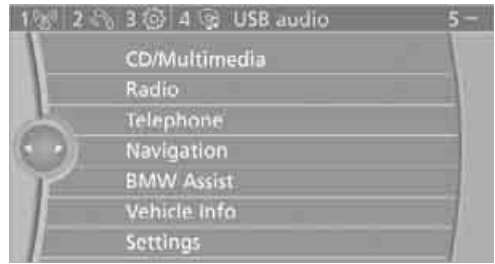 1 2 3 4 USB audio 5 -
CD/Multimedia
Radio
Telephone
Navigation
BMW Assist
Vehicle Info
Settings